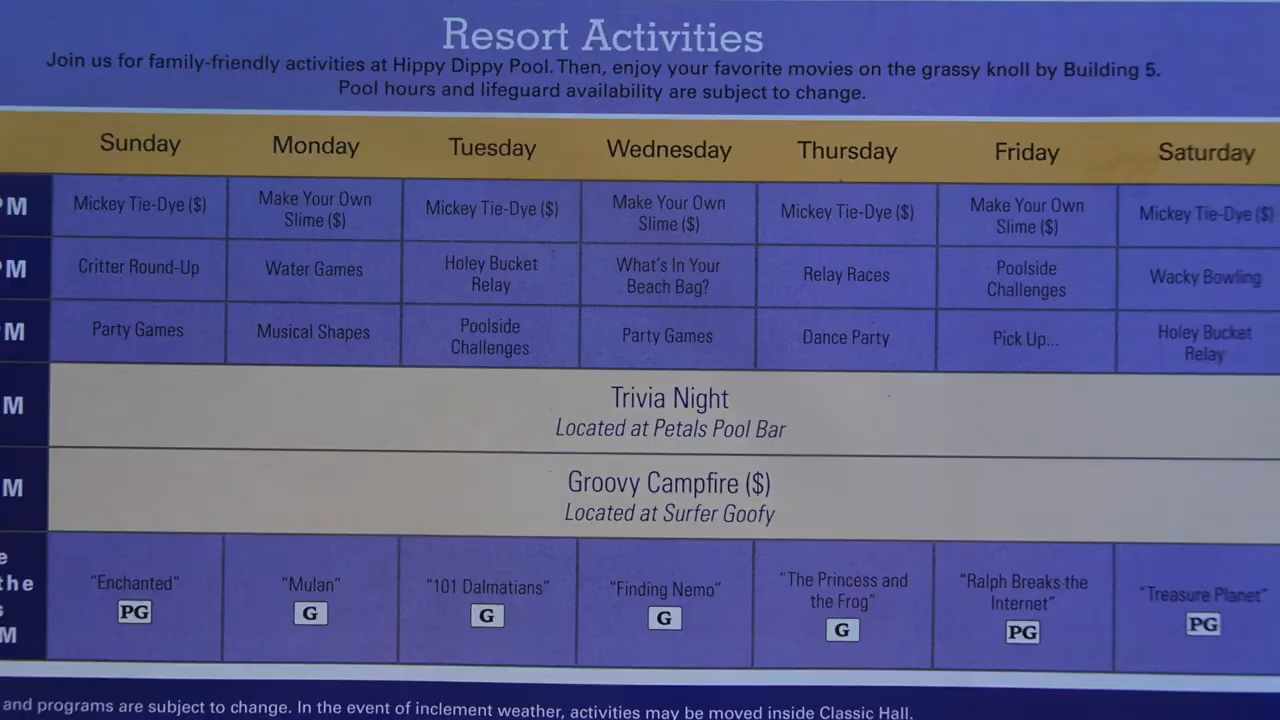 Resort Activities
Join us for family-friendly activities at Hippy Dippy Pool. Then, enjoy your favorite movies on the grassy knoll by Building 5.
Pool hours and lifeguard availability are subject to change.
Sunday Monday Tuesday Wednesday Thursday Friday Saturday
PM
Mickey Tie-Dye ($)
Make Your Own
Slime ($)
Mickey Tie-Dye ($)
Make Your Own
Slime ($)
Mickey Tie-Dye ($)
Make Your Own
Slime ($)
Mickey Tie-Dye ($)
PM
Critter Round-Up
Water Games
Holey Bucket
Relay
What's In Your
Beach Bag?
Relay Races
Poolside
Challenges
Wacky Bowling
PM
Party Games
Musical Shapes
Poolside
Challenges
Party Games
Dance Party
Pick Up...
Holey Bucket
Relay
M
Trivia Night
Located at Petals Pool Bar
M
Groovy Campfire ($)
Located at Surfer Goofy
e
the
s
M
"Enchanted"
PG
"Mulan"
G
"101 Dalmatians"
G
"Finding Nemo"
G
"The Princess and
the Frog"
G
"Ralph Breaks the
Internet"
PG
"Treasure Planet"
PG
and programs are subject to change. In the event of inclement weather, activities may be moved inside Classic Hall.